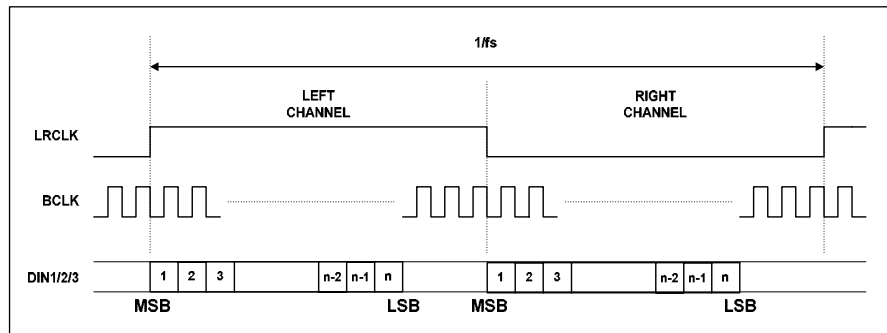 1/fs
LEFT
CHANNEL
RIGHT
CHANNEL
LRCLK
BCLK
DIN1/2/3
1 2 3 n-2 n-1 n 1 2 3 n-2 n-1 n
MSB LSB MSB LSB